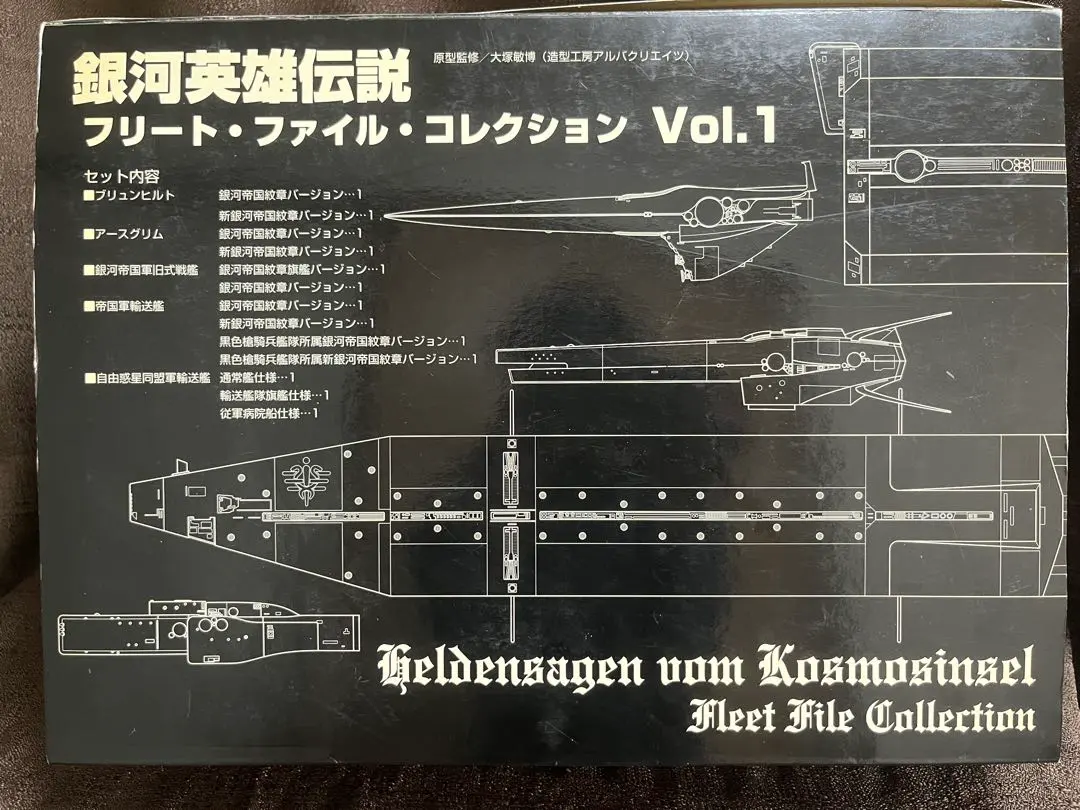 銀河英雄伝説
原型監修／大塚敏博（造型工房アルバクリエイツ）
フリート・ファイル・コレクション Vol.1
セット内容
■ブリュンヒルト 銀河帝国紋章バージョン…1
新銀河帝国紋章バージョン…1
■アースグリム 銀河帝国紋章バージョン…1
新銀河帝国紋章バージョン…1
■銀河帝国軍旧式戦艦 銀河帝国紋章旗艦バージョン…1
銀河帝国紋章バージョン…1
■帝国軍輸送艦 銀河帝国紋章バージョン…1
新銀河帝国紋章バージョン…1
黒色槍騎兵艦隊所属銀河帝国紋章バージョン…1
黒色槍騎兵艦隊所属新銀河帝国紋章バージョン…1
■自由惑星同盟軍輸送艦 通常艦仕様…1
輸送艦隊旗艦仕様…1
従軍病院船仕様…1
Heldensagen vom Kosmosinsel
Fleet File Collection